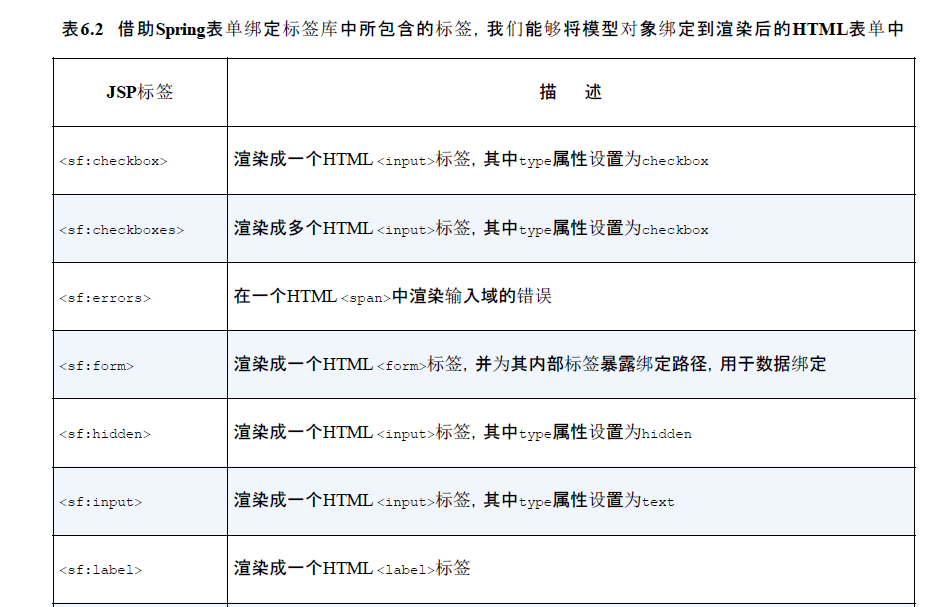 表6.2 借助Spring表单绑定标签库中所包含的标签，我们能够将模型对象绑定到渲染后的HTML表单中
JSP标签 描 述
<sf:checkbox> 渲染成一个HTML <input>标签，其中type属性设置为checkbox
<sf:checkboxes> 渲染成多个HTML <input>标签，其中type属性设置为checkbox
<sf:errors> 在一个HTML <span>中渲染输入域的错误
<sf:form> 渲染成一个HTML <form>标签，并为其内部标签暴露绑定路径，用于数据绑定
<sf:hidden> 渲染成一个HTML <input>标签，其中type属性设置为hidden
<sf:input> 渲染成一个HTML <input>标签，其中type属性设置为text
<sf:label> 渲染成一个HTML <label>标签